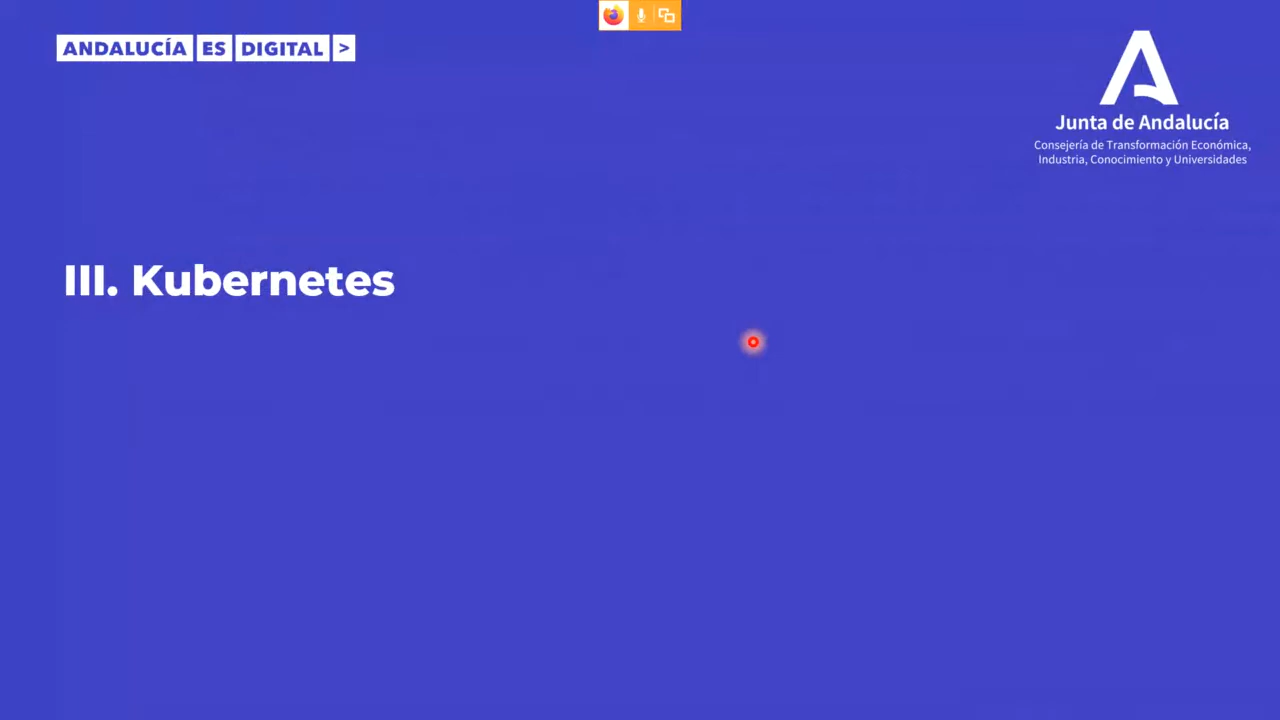 ANDALUCÍA ES DIGITAL >
Junta de Andalucía
Consejería de Transformación Económica,
Industria, Conocimiento y Universidades
III. Kubernetes